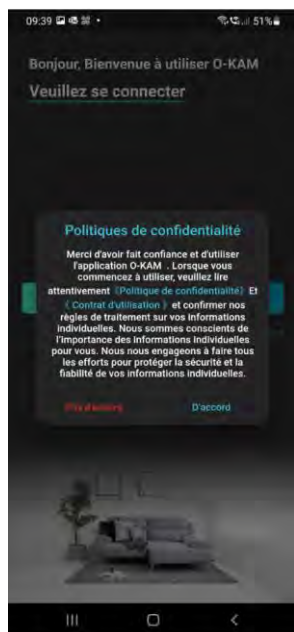 09:39
51%
Bonjour, Bienvenue à utiliser O-KAM
Veuillez se connecter
Politiques de confidentialité
Merci d'avoir fait confiance et d'utiliser
l'application O-KAM . Lorsque vous
commencez à utiliser, veuillez lire
attentivement《Politique de confidentialité》Et
《 Contrat d'utilisation 》 et confirmer nos
règles de traitement sur vos informations
individuelles. Nous sommes conscients de
l'importance des informations individuelles
pour vous. Nous nous engageons à faire tous
les efforts pour protéger la sécurité et la
fiabilité de vos informations individuelles.
D'accord